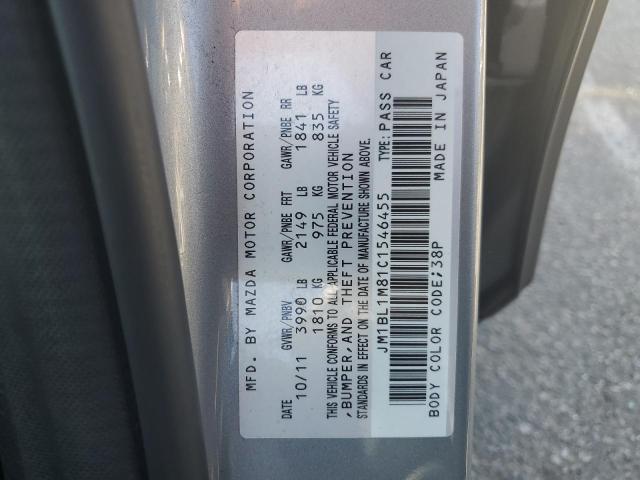 MFD. BY MAZDA MOTOR CORPORATION
DATE GVWR/PNBV GAWR/PNBE FRT GAWR/PNBE RR
10/11 3990 LB 2149 LB 1841 LB
1810 KG 975 KG 835 KG
THIS VEHICLE CONFORMS TO ALL APPLICABLE FEDERAL MOTOR VEHICLE SAFETY
,BUMPER,AND THEFT PREVENTION
STANDARDS IN EFFECT ON THE DATE OF MANUFACTURE SHOWN ABOVE.
JM1BL1M81C1546455 TYPE: PASS CAR
BODY COLOR CODE;38P MADE IN JAPAN